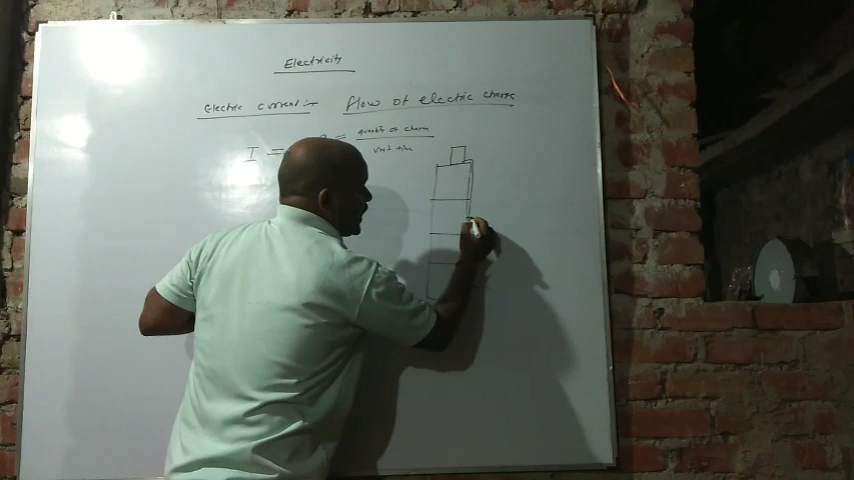 Electricity
electric current :- flow of electric charge
I = = quantity of charge
unit time